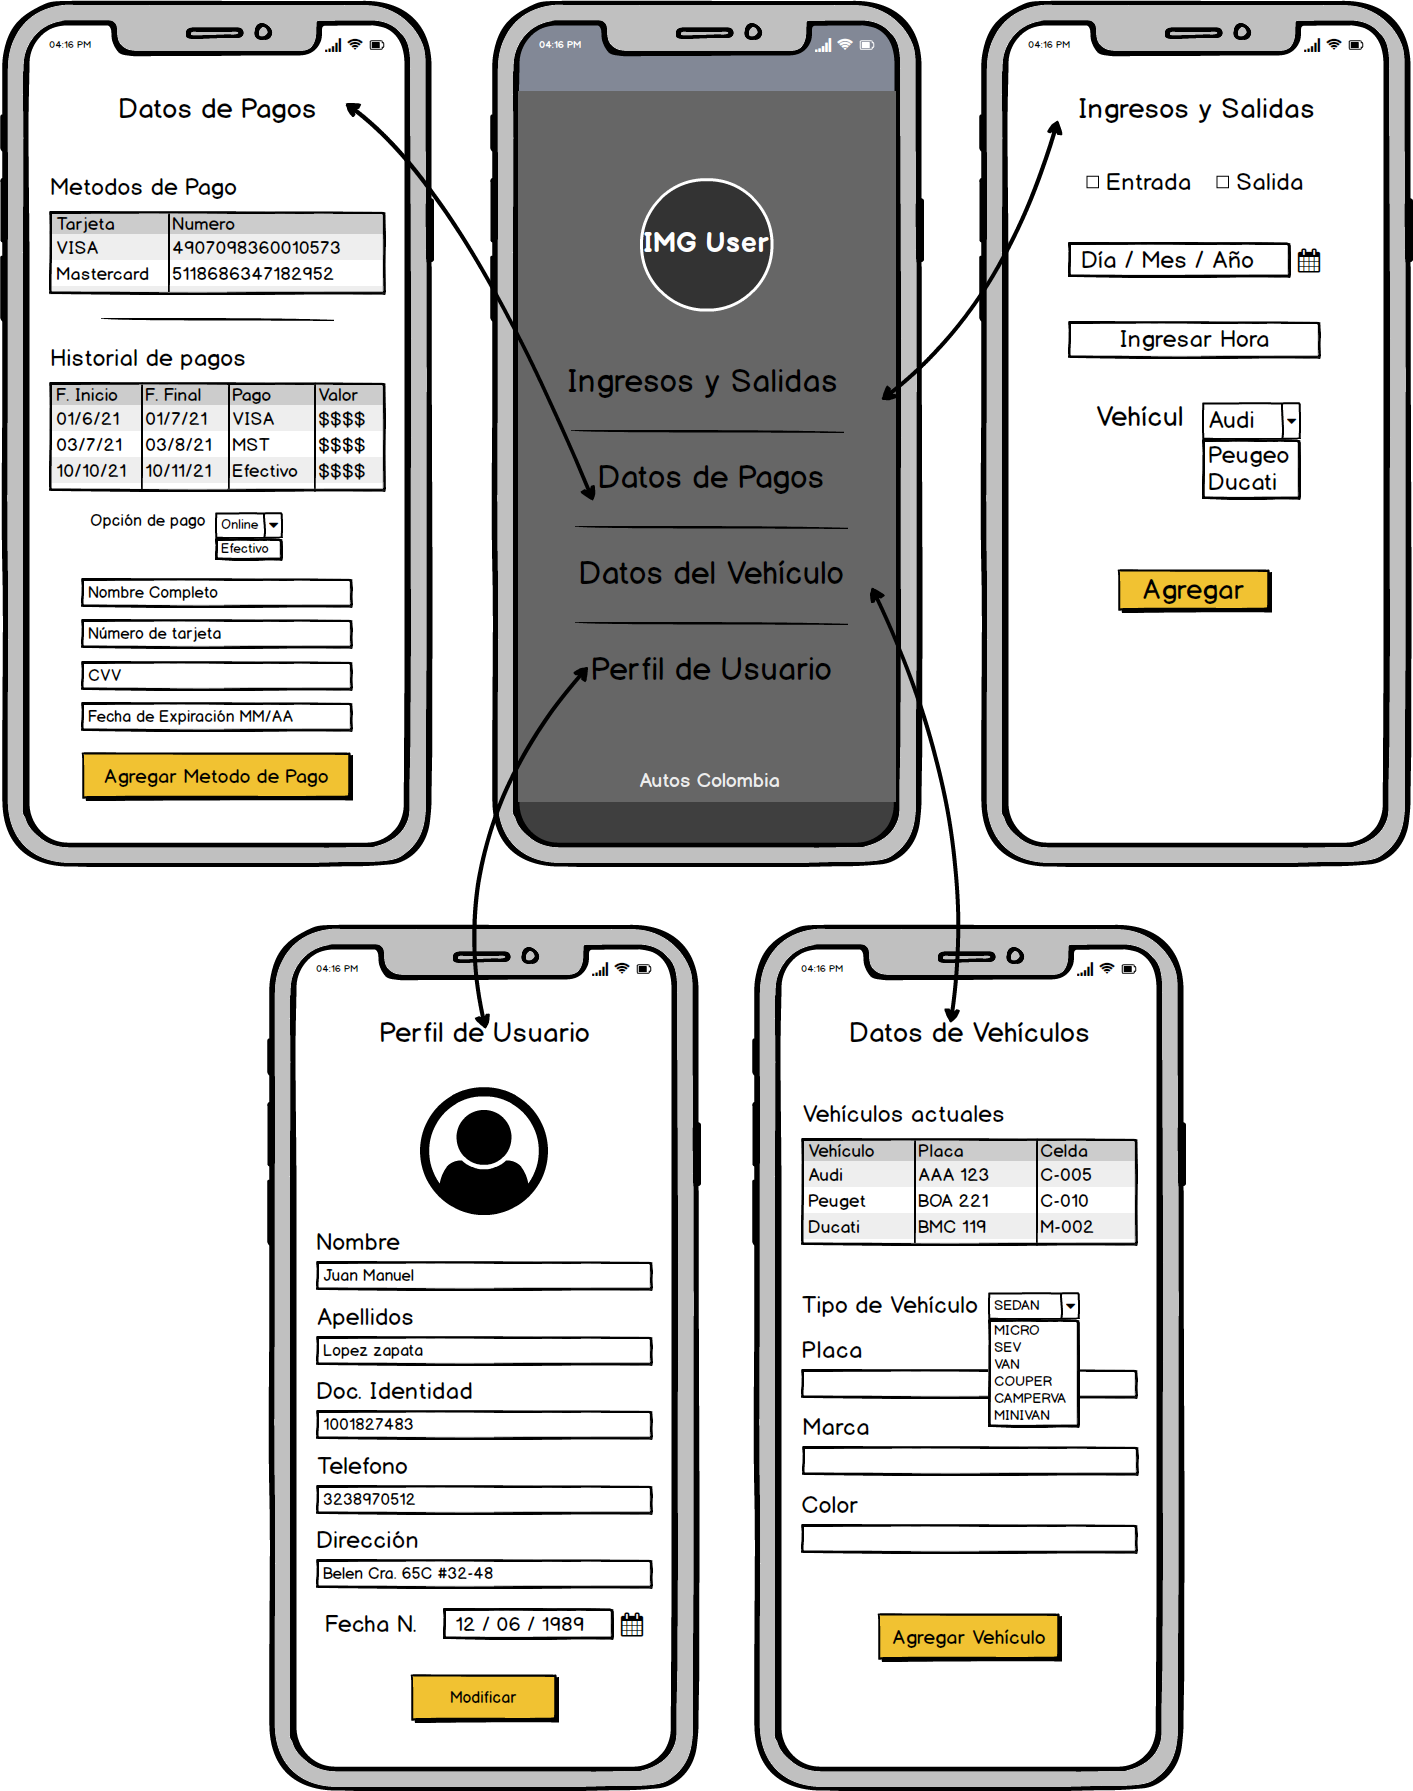 04:16 PM
Datos de Pagos
Metodos de Pago
Tarjeta Numero
VISA 4907098360010573
Mastercard 5118686347182952
Historial de pagos
F. Inicio F. Final Pago Valor
01/6/21 01/7/21 VISA $$$$
03/7/21 03/8/21 MST $$$$
10/10/21 10/11/21 Efectivo $$$$
Opción de pago Online
Efectivo
Nombre Completo
Número de tarjeta
CVV
Fecha de Expiración MM/AA
Agregar Metodo de Pago
04:16 PM
IMG User
Ingresos y Salidas
Datos de Pagos
Datos del Vehículo
Perfil de Usuario
Autos Colombia
04:16 PM
Ingresos y Salidas
Entrada Salida
Día / Mes / Año
Ingresar Hora
Vehícul Audi
Peugeo
Ducati
Agregar
04:16 PM
Perfil de Usuario
Nombre
Juan Manuel
Apellidos
Lopez zapata
Doc. Identidad
1001827483
Telefono
3238970512
Dirección
Belen Cra. 65C #32-48
Fecha N. 12 / 06 / 1989
Modificar
04:16 PM
Datos de Vehículos
Vehículos actuales
Vehículo Placa Celda
Audi AAA 123 C-005
Peuget BOA 221 C-010
Ducati BMC 119 M-002
Tipo de Vehículo SEDAN
MICRO
SEV
VAN
COUPER
CAMPERVA
MINIVAN
Placa
Marca
Color
Agregar Vehículo